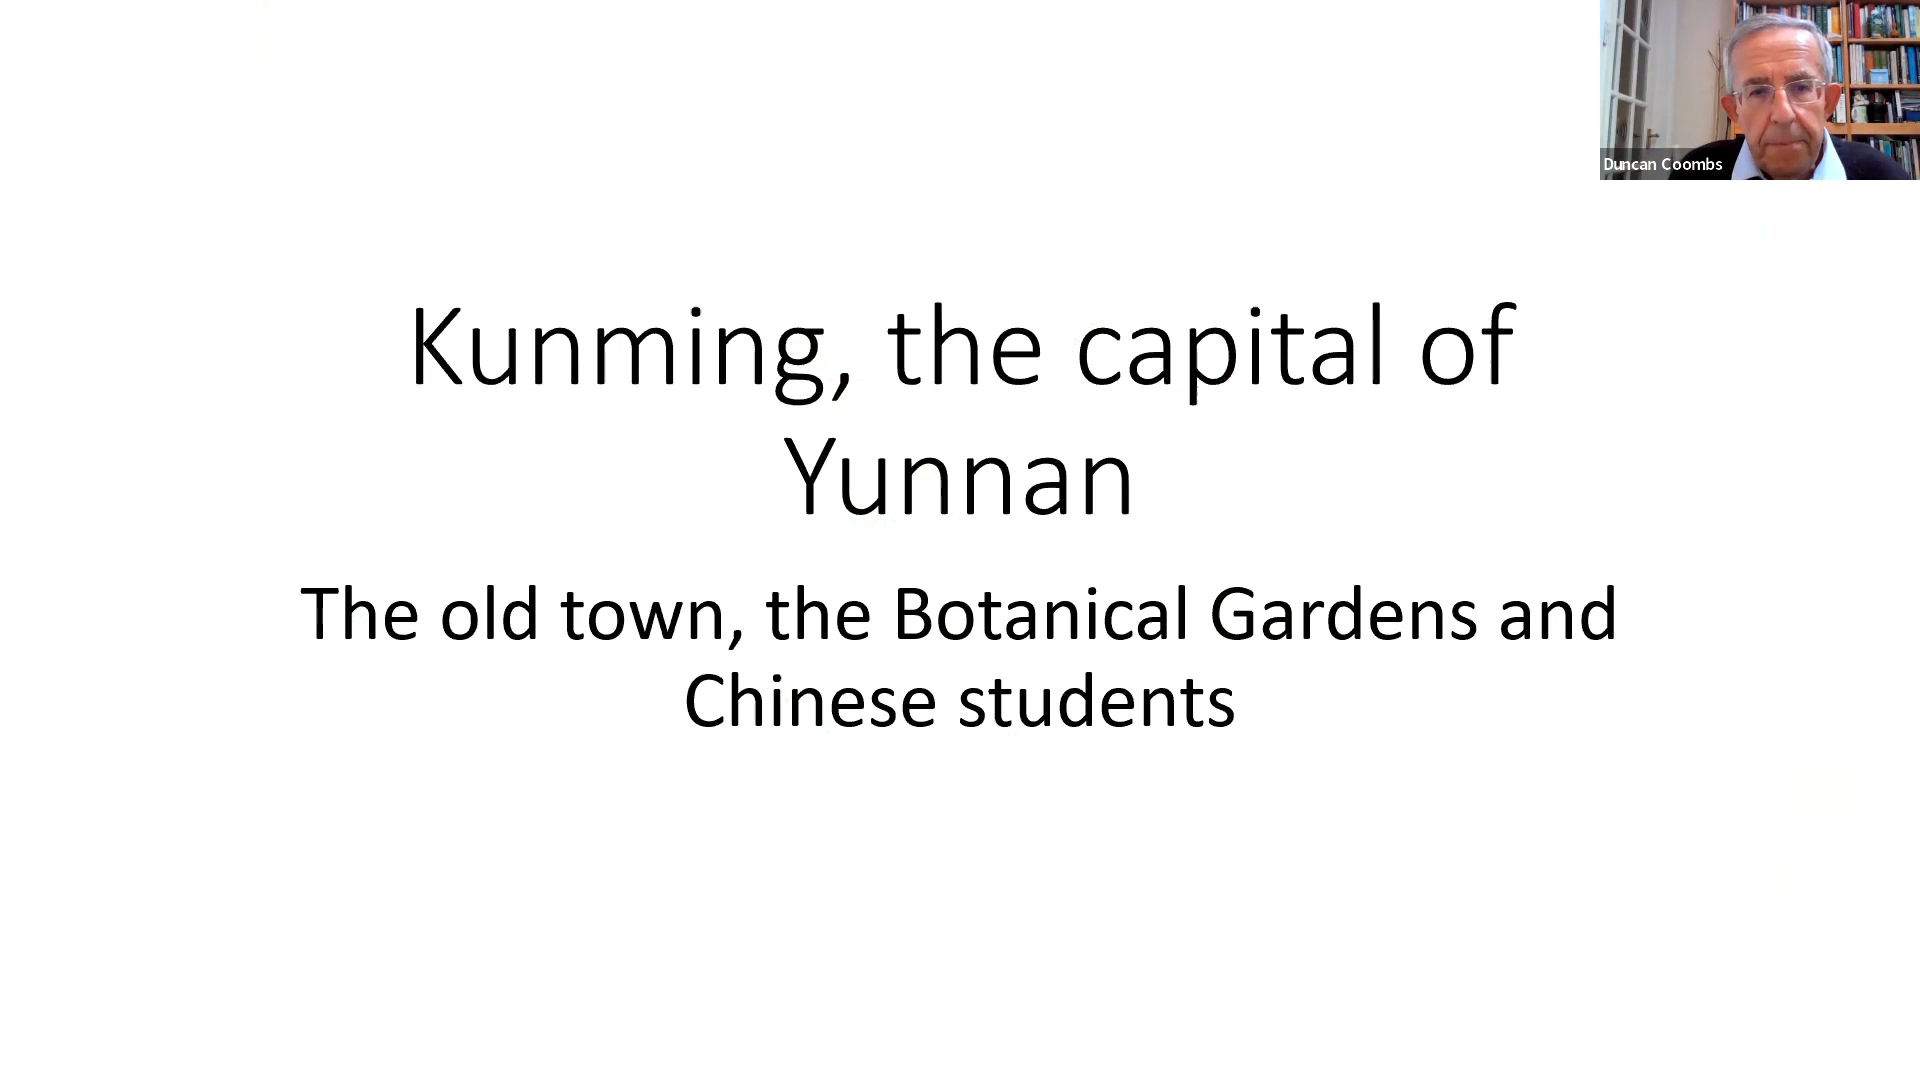 Duncan Coombs
Kunming, the capital of
Yunnan
The old town, the Botanical Gardens and
Chinese students